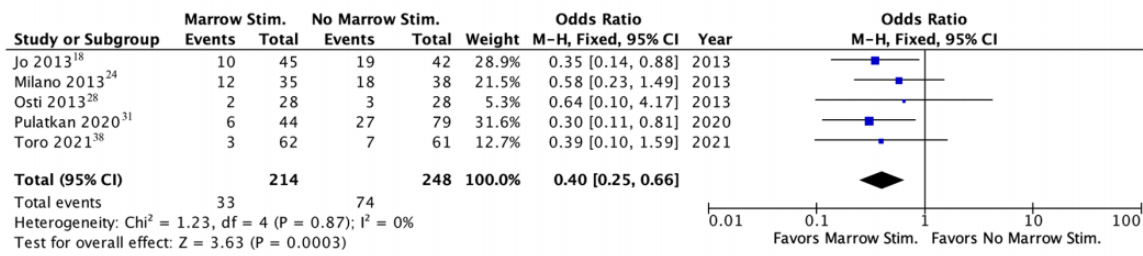 Marrow Stim. No Marrow Stim. Odds Ratio Odds Ratio
Study or Subgroup Events Total Events Total Weight M-H, Fixed, 95% CI Year M-H, Fixed, 95% CI
Jo 2013¹⁸ 10 45 19 42 28.9% 0.35 [0.14, 0.88] 2013
Milano 2013²⁴ 12 35 18 38 21.5% 0.58 [0.23, 1.49] 2013
Osti 2013²⁸ 2 28 3 28 5.3% 0.64 [0.10, 4.17] 2013
Pulatkan 2020³¹ 6 44 27 79 31.6% 0.30 [0.11, 0.81] 2020
Toro 2021³⁸ 3 62 7 61 12.7% 0.39 [0.10, 1.59] 2021
Total (95% CI) 214 248 100.0% 0.40 [0.25, 0.66]
Total events 33 74
Heterogeneity: Chi² = 1.23, df = 4 (P = 0.87); I² = 0%
Test for overall effect: Z = 3.63 (P = 0.0003)
0.01 0.1 1 10 100
Favors Marrow Stim. Favors No Marrow Stim.